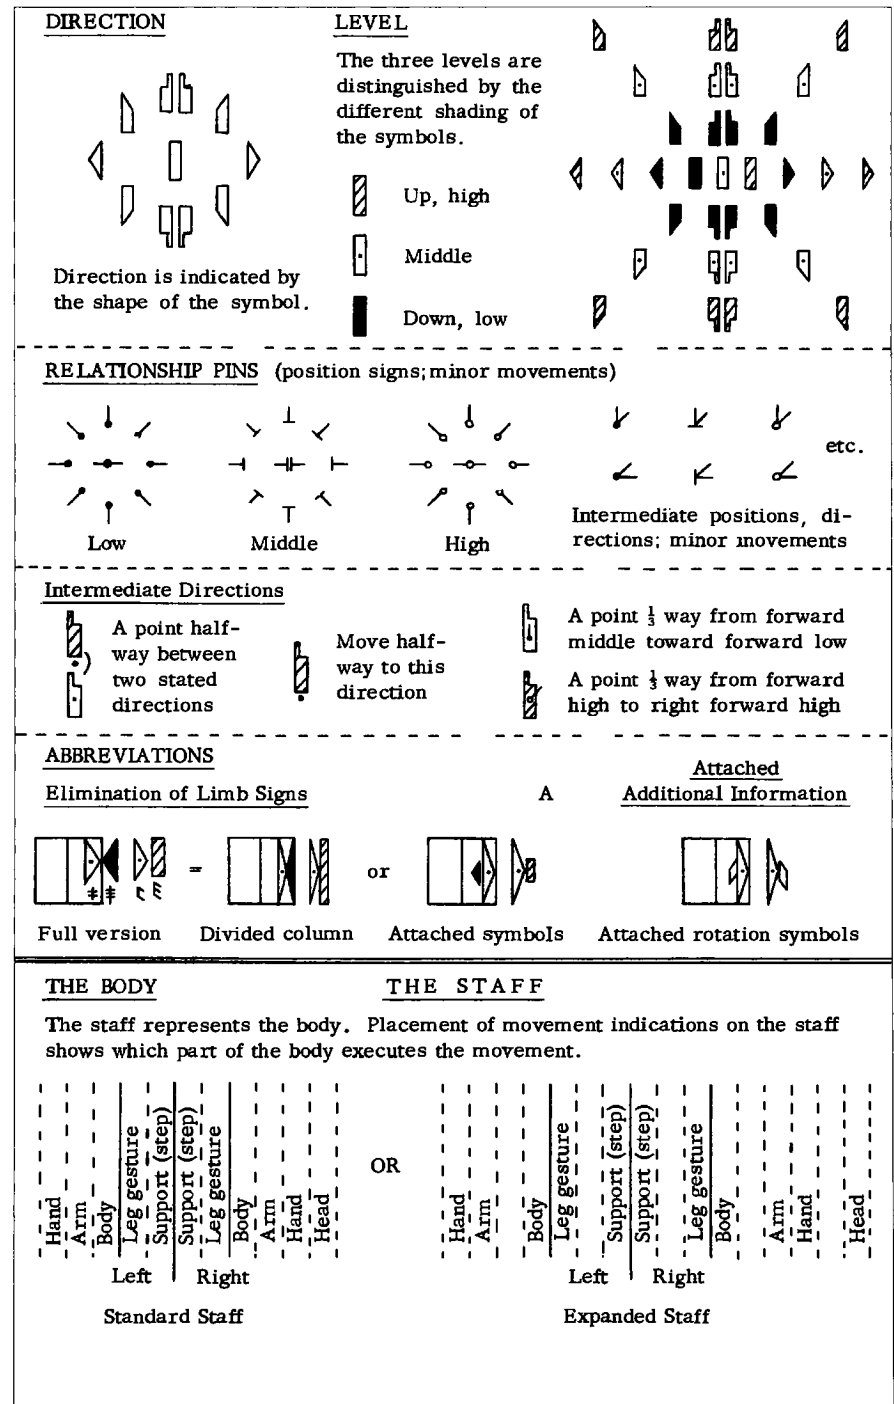 DIRECTION
Direction is indicated by
the shape of the symbol.
LEVEL
The three levels are
distinguished by the
different shading of
the symbols.
Up, high
Middle
Down, low
RELATIONSHIP PINS (position signs; minor movements)
Low
Middle
High
etc.
Intermediate positions, di-
rections; minor movements
Intermediate Directions
A point half-
way between
two stated
directions
Move half-
way to this
direction
A point ⅓ way from forward
middle toward forward low
A point ⅓ way from forward
high to right forward high
ABBREVIATIONS
Elimination of Limb Signs
A
Attached
Additional Information
=
or
Full version
Divided column
Attached symbols
Attached rotation symbols
THE BODY
THE STAFF
The staff represents the body. Placement of movement indications on the staff
shows which part of the body executes the movement.
Hand
Arm
Body
Leg gesture
Support (step)
Support (step)
Leg gesture
Body
Arm
Hand
Head
Left
Right
Standard Staff
OR
Hand
Arm
Body
Leg gesture
Support (step)
Support (step)
Leg gesture
Body
Arm
Hand
Head
Left
Right
Expanded Staff